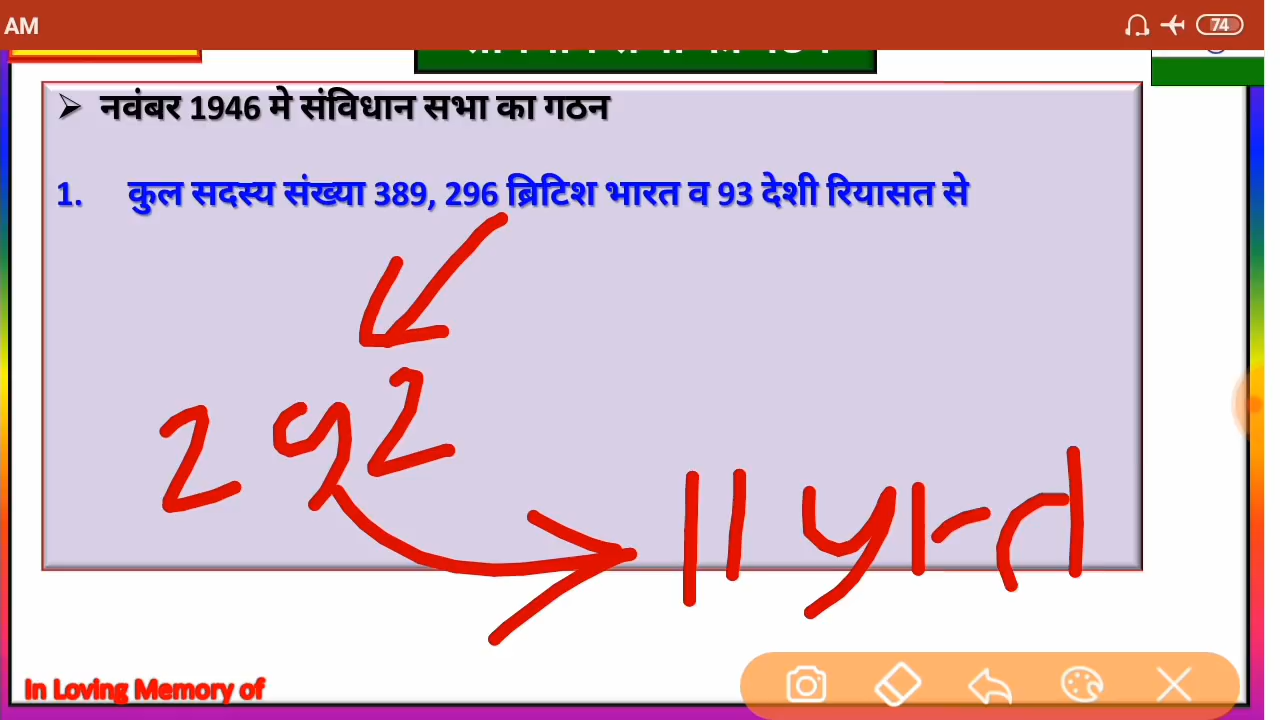 AM
74
➢ नवंबर 1946 मे संविधान सभा का गठन
1. कुल सदस्य संख्या 389, 296 ब्रिटिश भारत व 93 देशी रियासत से
292
11 प्रांत
In Loving Memory of